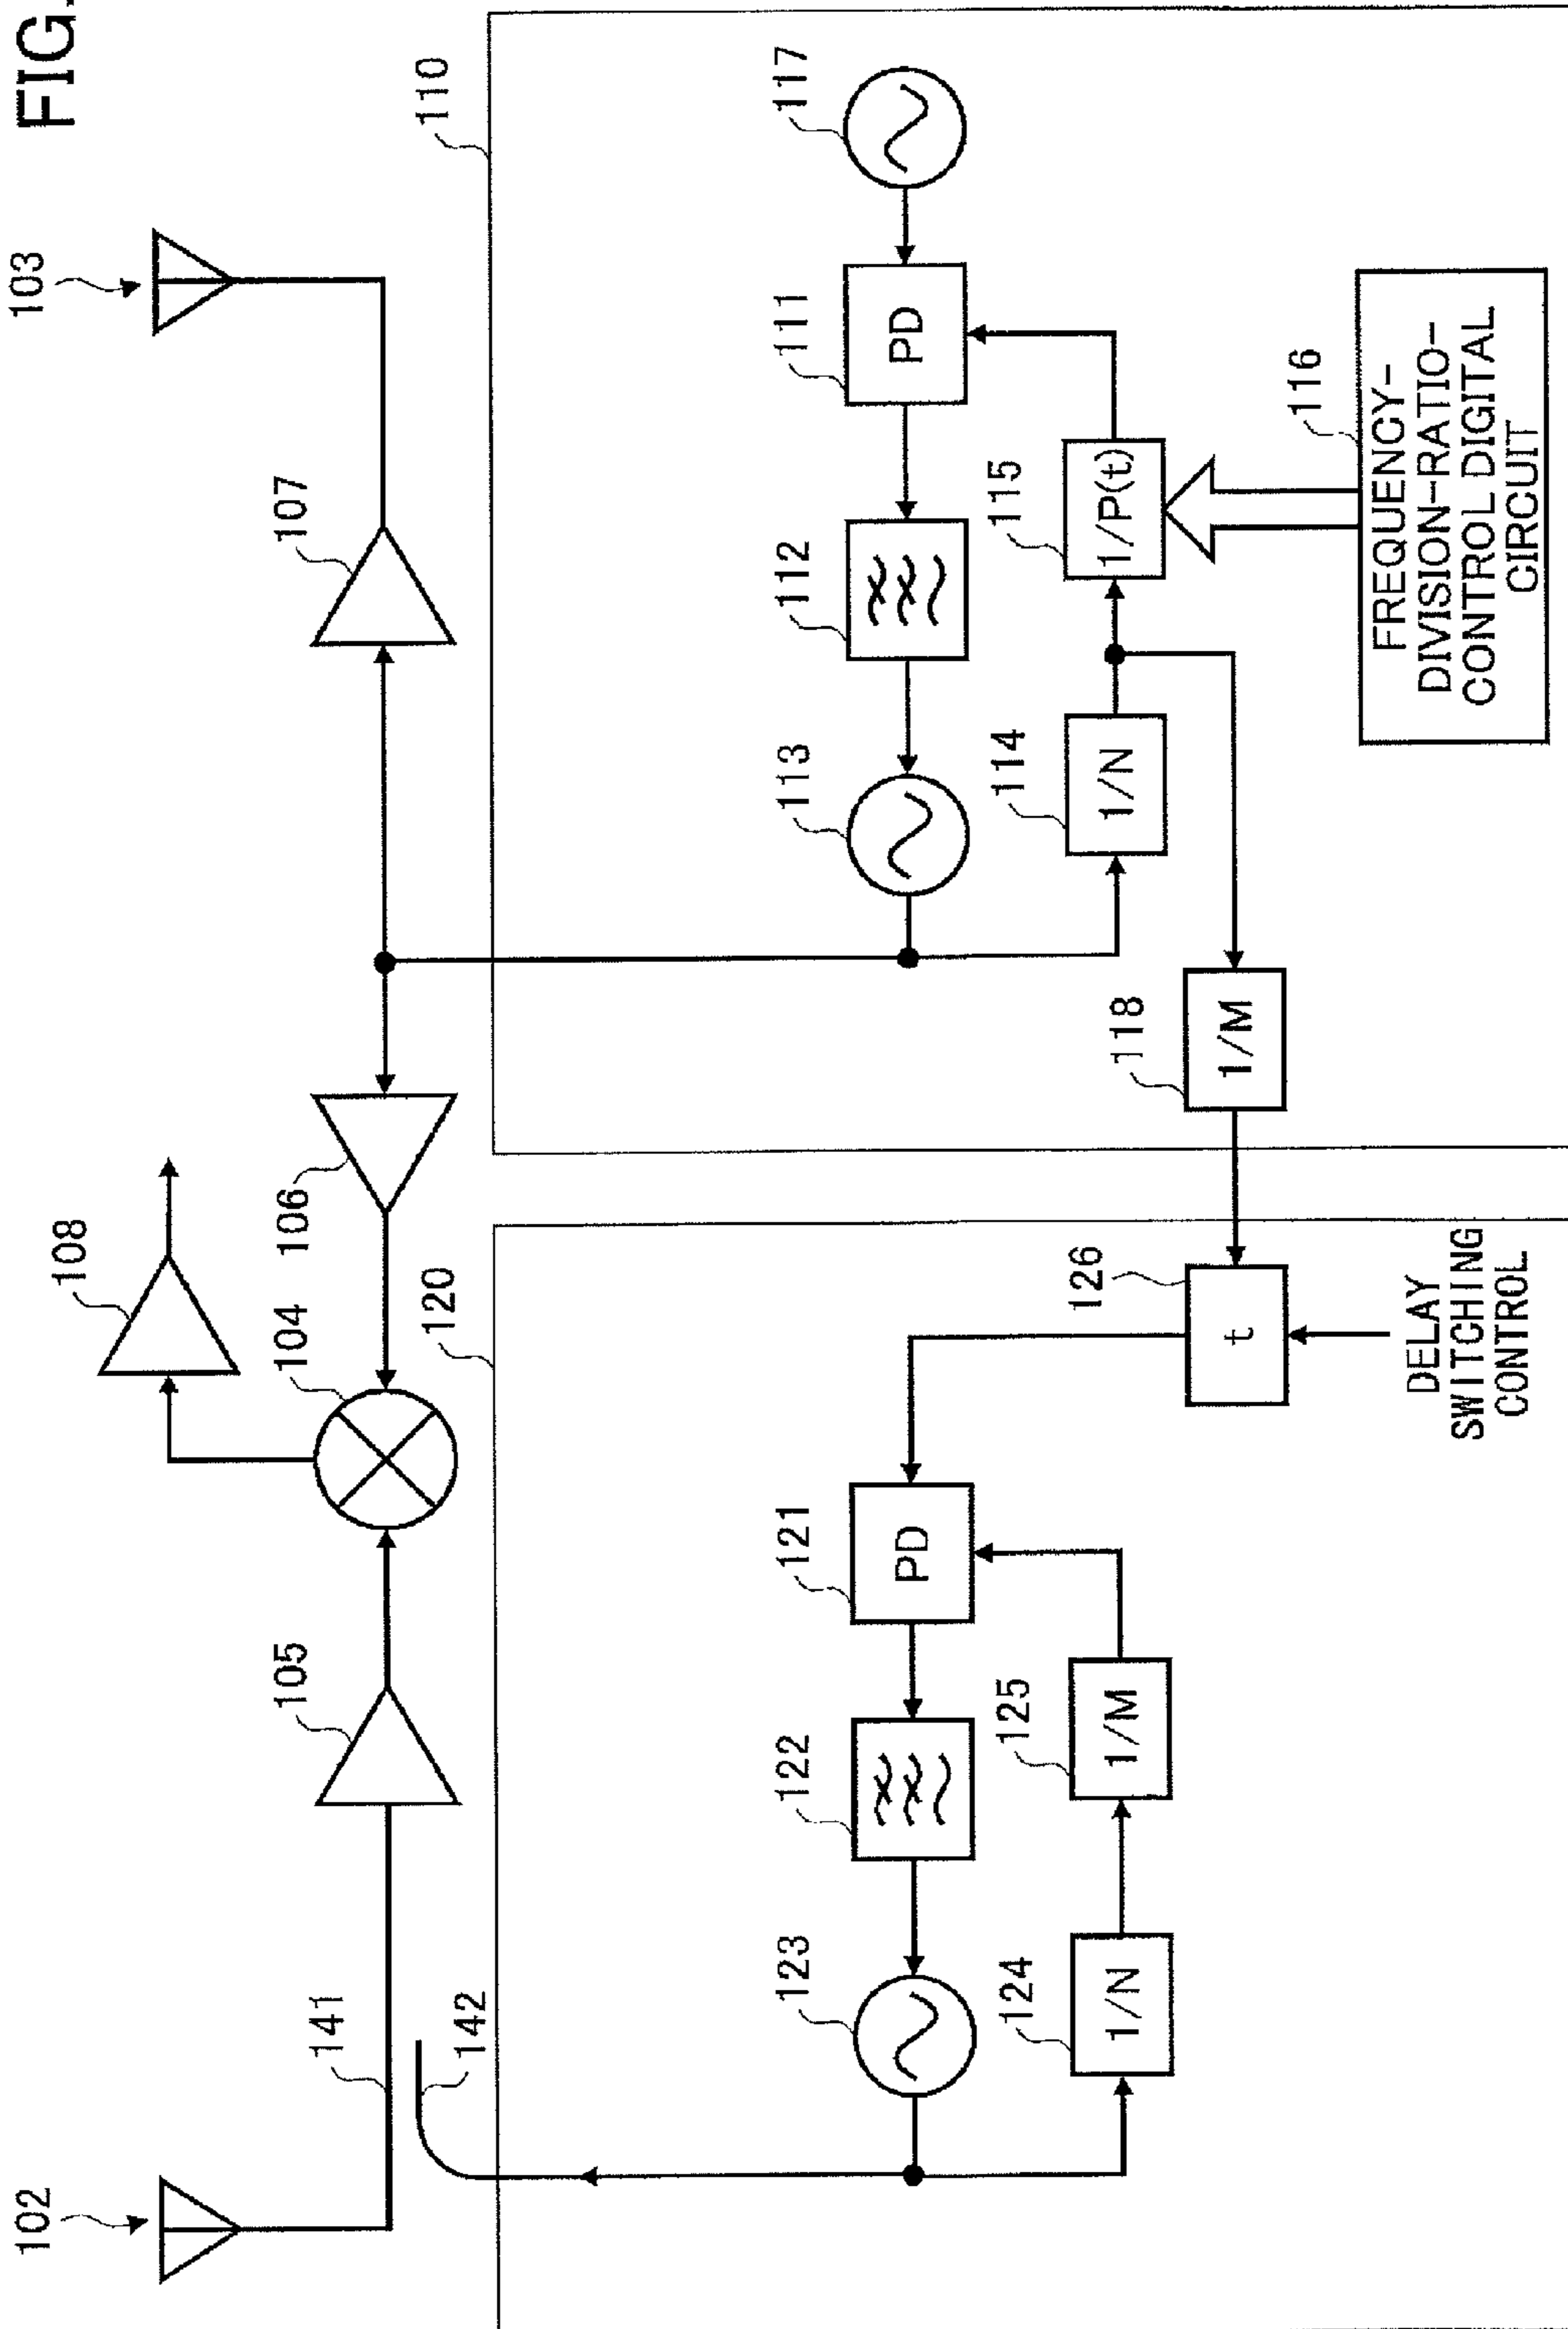 FIG.
102
141
142
105
104
108
106
120
103
107
110
123
122
121
124
125
126
PD
1/N
1/M
t
DELAY
SWITCHING
CONTROL
118
1/M
113
112
111
117
PD
114
1/N
115
1/P(t)
116
FREQUENCY-
DIVISION-RATIO-
CONTROL DIGITAL
CIRCUIT